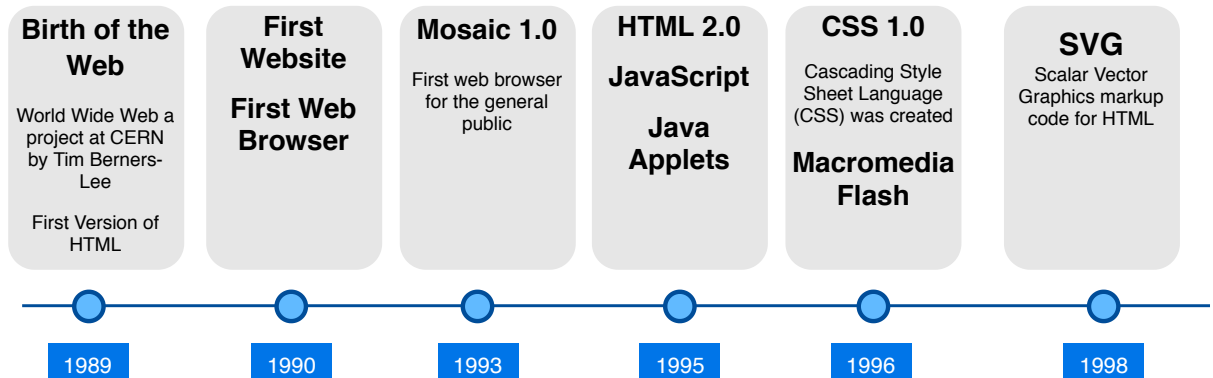 Birth of the
Web
World Wide Web a
project at CERN
by Tim Berners-
Lee
First Version of
HTML
First
Website
First Web
Browser
Mosaic 1.0
First web browser
for the general
public
HTML 2.0
JavaScript
Java
Applets
CSS 1.0
Cascading Style
Sheet Language
(CSS) was created
Macromedia
Flash
SVG
Scalar Vector
Graphics markup
code for HTML
1989
1990
1993
1995
1996
1998